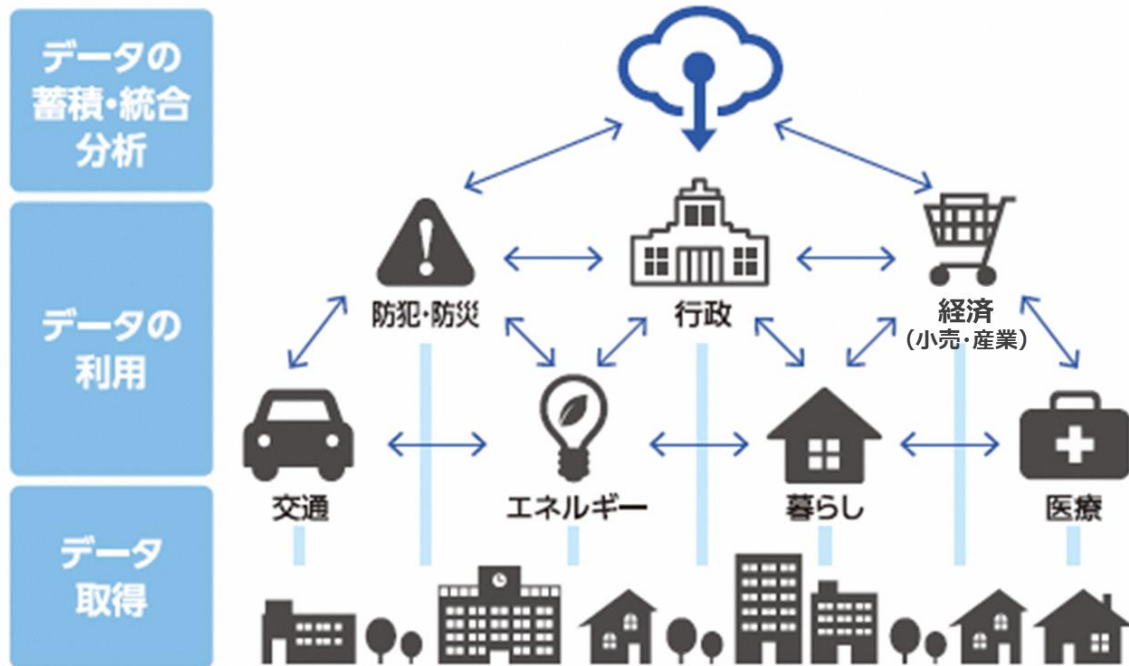 データの
蓄積・統合
分析
データの
利用
防犯・防災
行政
経済
（小売・産業）
交通
エネルギー
暮らし
医療
データ
取得